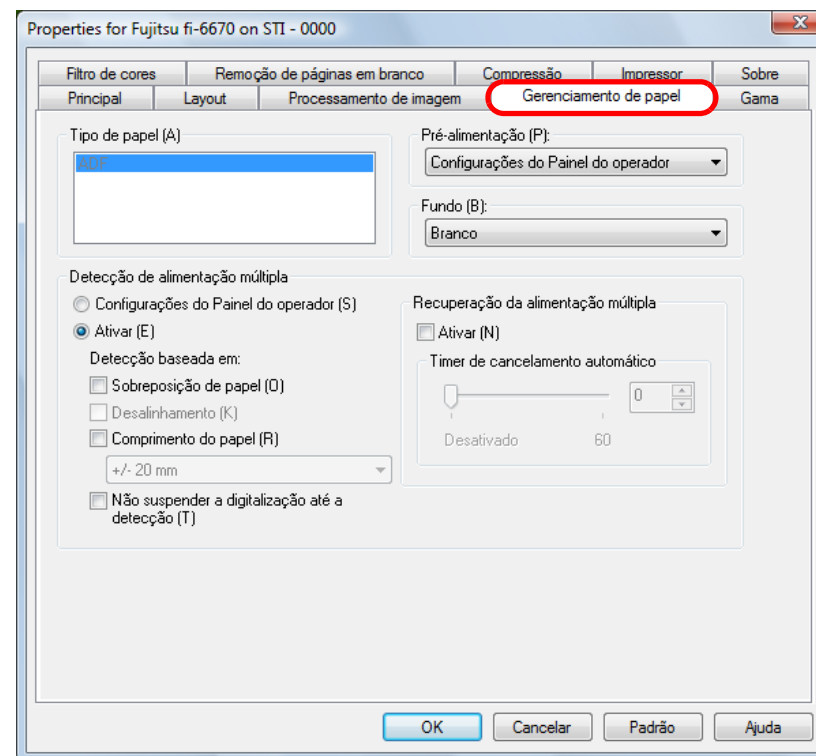 Properties for Fujitsu fi-6670 on STI - 0000
Filtro de cores Remoção de páginas em branco Compressão Impressor Sobre
Principal Layout Processamento de imagem Gerenciamento de papel Gama
Tipo de papel (A)
ADF
Pré-alimentação (P):
Configurações do Painel do operador
Fundo (B):
Branco
Detecção de alimentação múltipla
Configurações do Painel do operador (S)
Ativar (E)
Detecção baseada em:
Sobreposição de papel (O)
Desalinhamento (K)
Comprimento do papel (R)
+/- 20 mm
Não suspender a digitalização até a
detecção (T)
Recuperação da alimentação múltipla
Ativar (N)
Timer de cancelamento automático
0
Desativado 60
OK Cancelar Padrão Ajuda